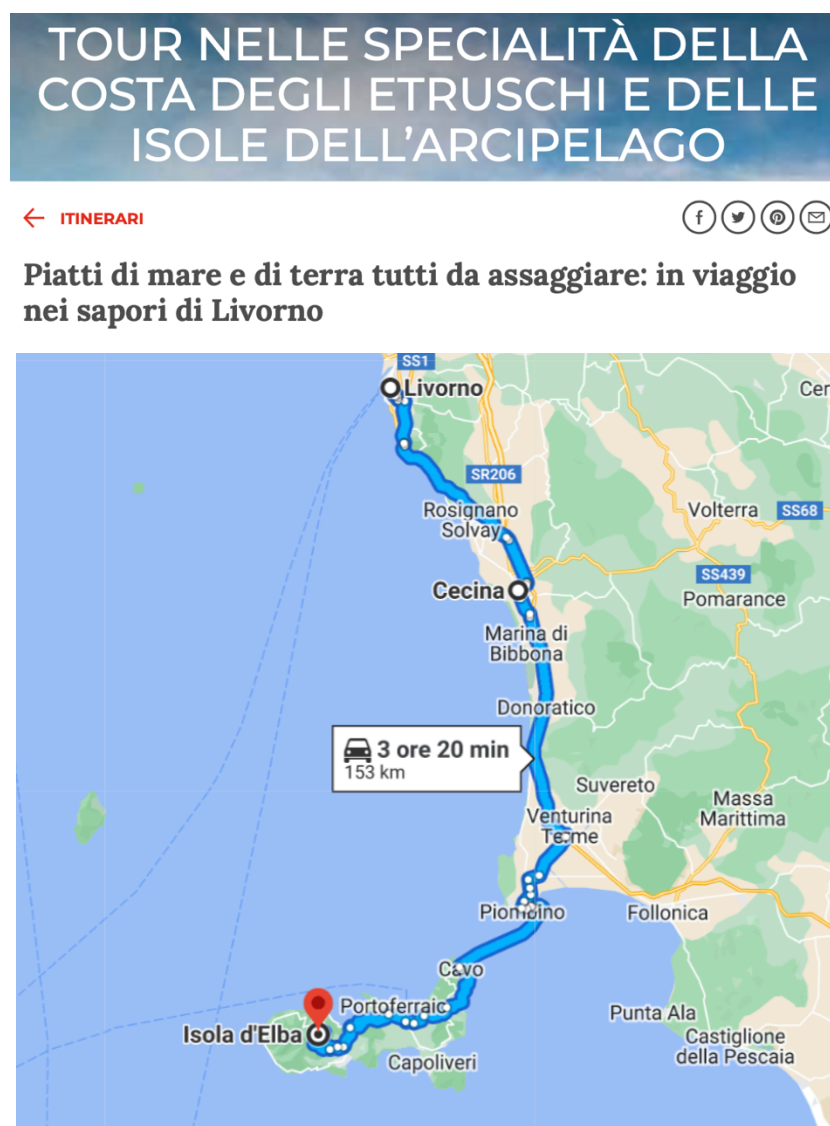 TOUR NELLE SPECIALITÀ DELLA
COSTA DEGLI ETRUSCHI E DELLE
ISOLE DELL’ARCIPELAGO
ITINERARI
Piatti di mare e di terra tutti da assaggiare: in viaggio
nei sapori di Livorno
SS1
Livorno
Cer
SR206
Rosignano
Solvay
Volterra
SS68
SS439
Cecina
Pomarance
Marina di
Bibbona
Donoratico
3 ore 20 min
153 km
Suvereto
Massa
Marittima
Venturina
Terme
Piombino
Follonica
Cavo
Portoferraio
Punta Ala
Isola d'Elba
Castiglione
della Pescaia
Capoliveri